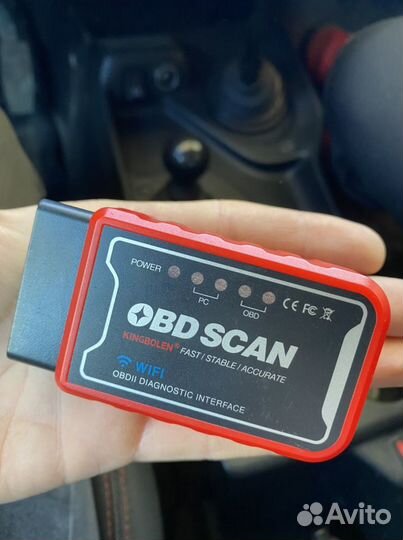 POWER
PC
OBD
CE FC
OBD SCAN
KINGBOLEN® FAST / STABLE / ACCURATE
WIFI
OBDII DIAGNOSTIC INTERFACE
Avito